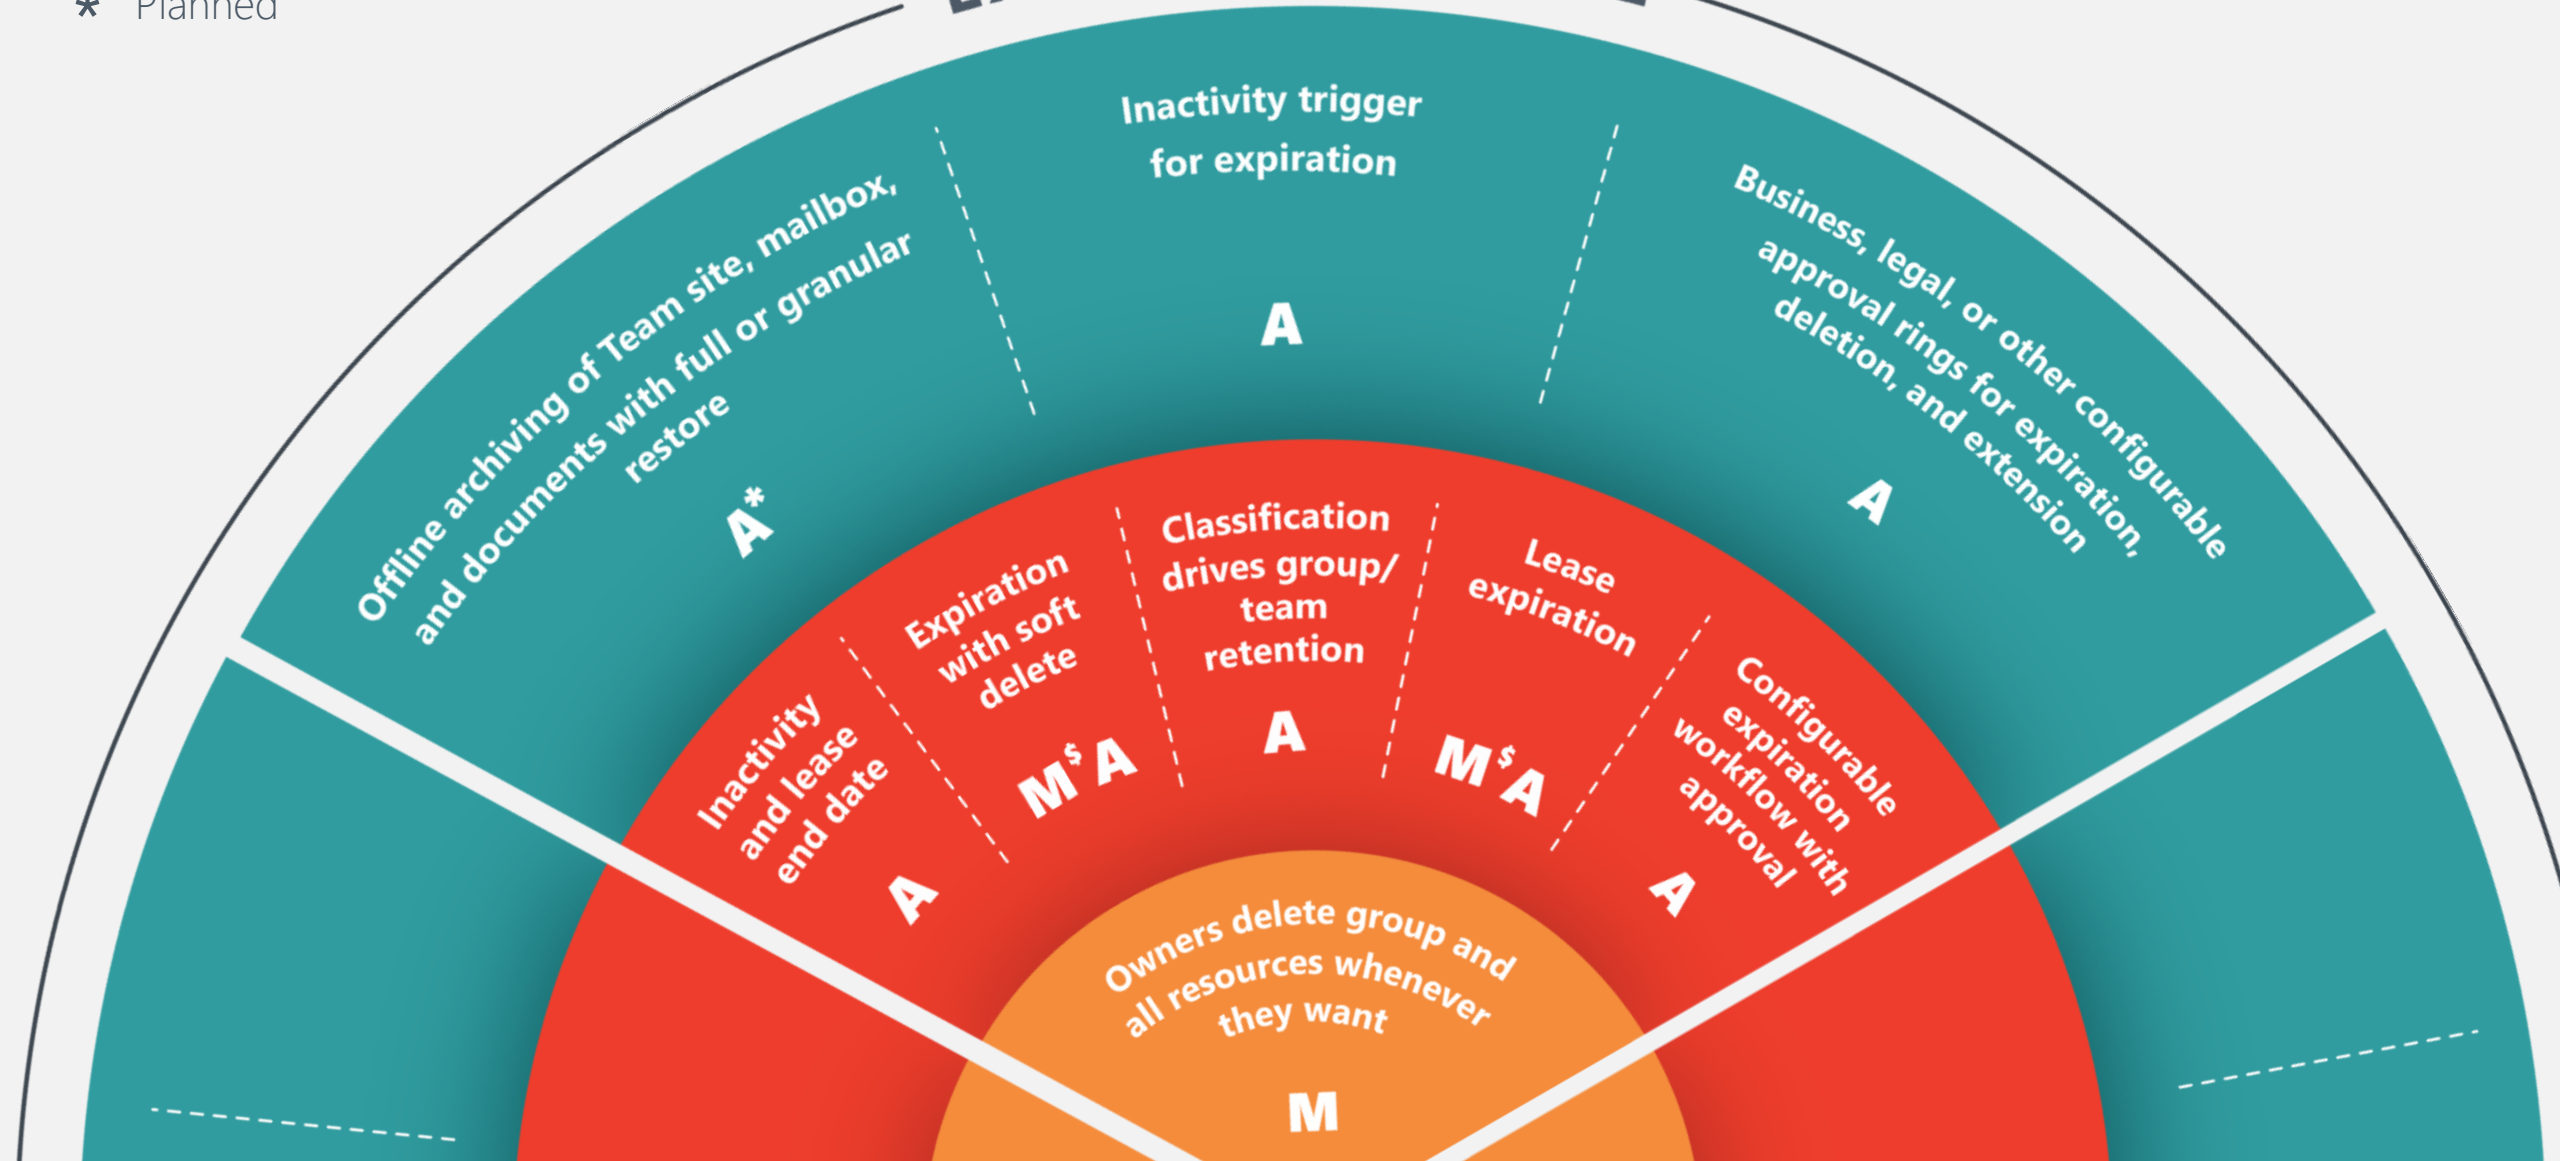 * Planned
Inactivity trigger
for expiration
A
Offline archiving of Team site, mailbox,
and documents with full or granular
restore
A*
Business, legal, or other configurable
approval rings for expiration,
deletion, and extension
A
Inactivity
and lease
end date
A
Expiration
with soft
delete
M$ A
Classification
drives group/
team
retention
A
Lease
expiration
M$ A
Configurable
expiration
workflow with
approval
A
Owners delete group and
all resources whenever
they want
M